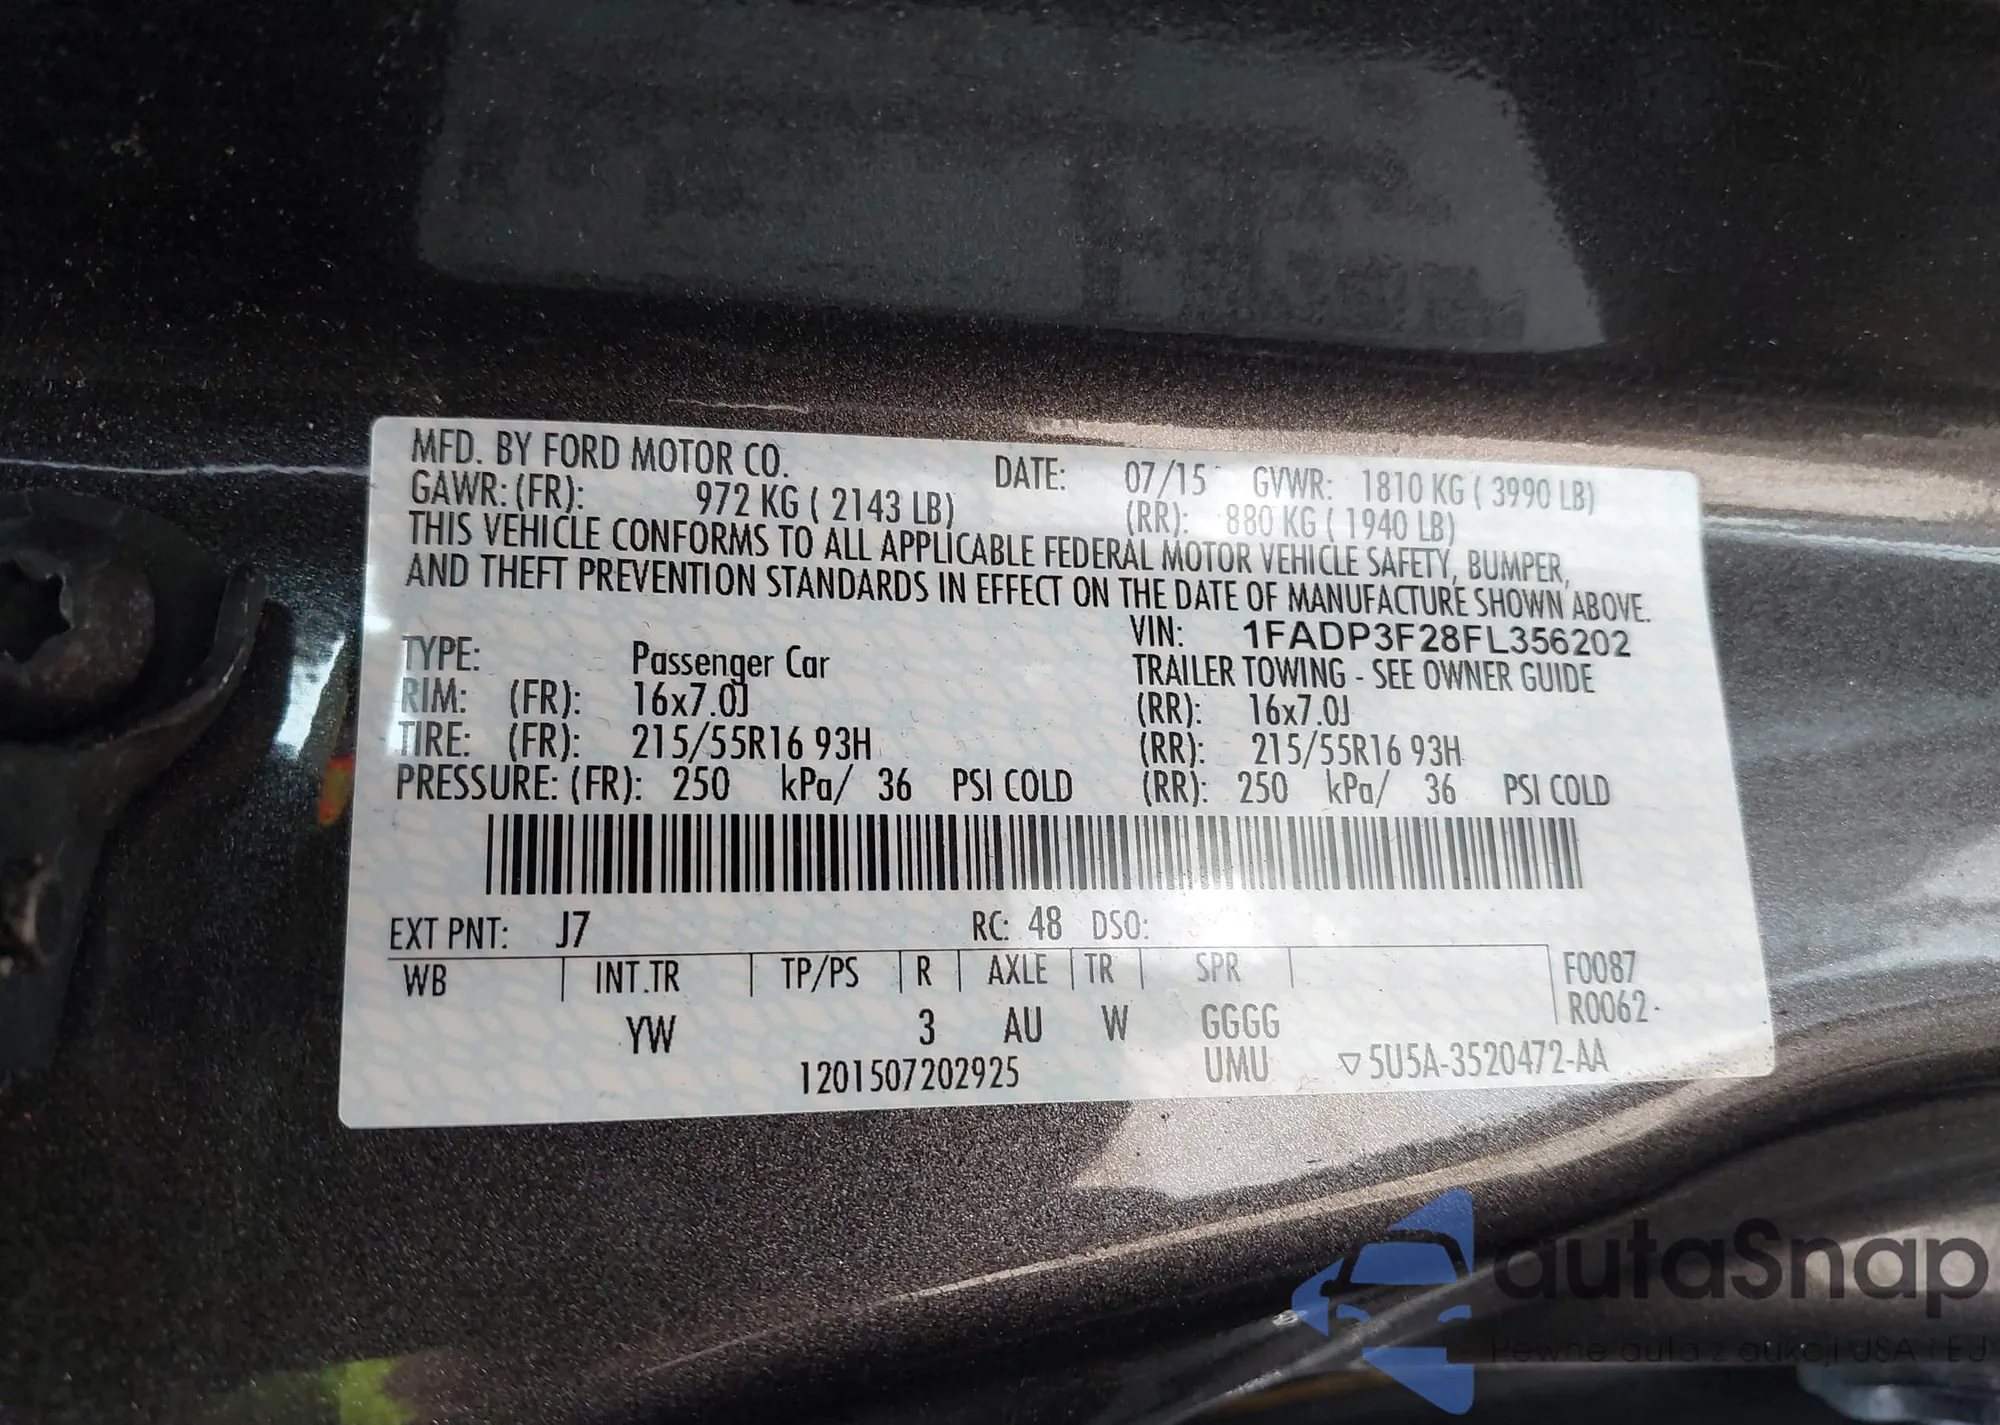 MFD. BY FORD MOTOR CO. DATE: 07/15 GVWR: 1810 KG ( 3990 LB)
GAWR: (FR): 972 KG ( 2143 LB) (RR): 880 KG ( 1940 LB)
THIS VEHICLE CONFORMS TO ALL APPLICABLE FEDERAL MOTOR VEHICLE SAFETY, BUMPER,
AND THEFT PREVENTION STANDARDS IN EFFECT ON THE DATE OF MANUFACTURE SHOWN ABOVE.
VIN: 1FADP3F28FL356202
TYPE: Passenger Car TRAILER TOWING - SEE OWNER GUIDE
RIM: (FR): 16x7.0J (RR): 16x7.0J
TIRE: (FR): 215/55R16 93H (RR): 215/55R16 93H
PRESSURE: (FR): 250 kPa/ 36 PSI COLD (RR): 250 kPa/ 36 PSI COLD
EXT PNT: J7 RC: 48 DSO:
WB INT.TR TP/PS R AXLE TR SPR F0087
R0062
YW 3 AU W GGGG
1201507202925 UMU ▽5U5A-3520472-AA
autaSnap
Pewne auta z aukcji USA i EU